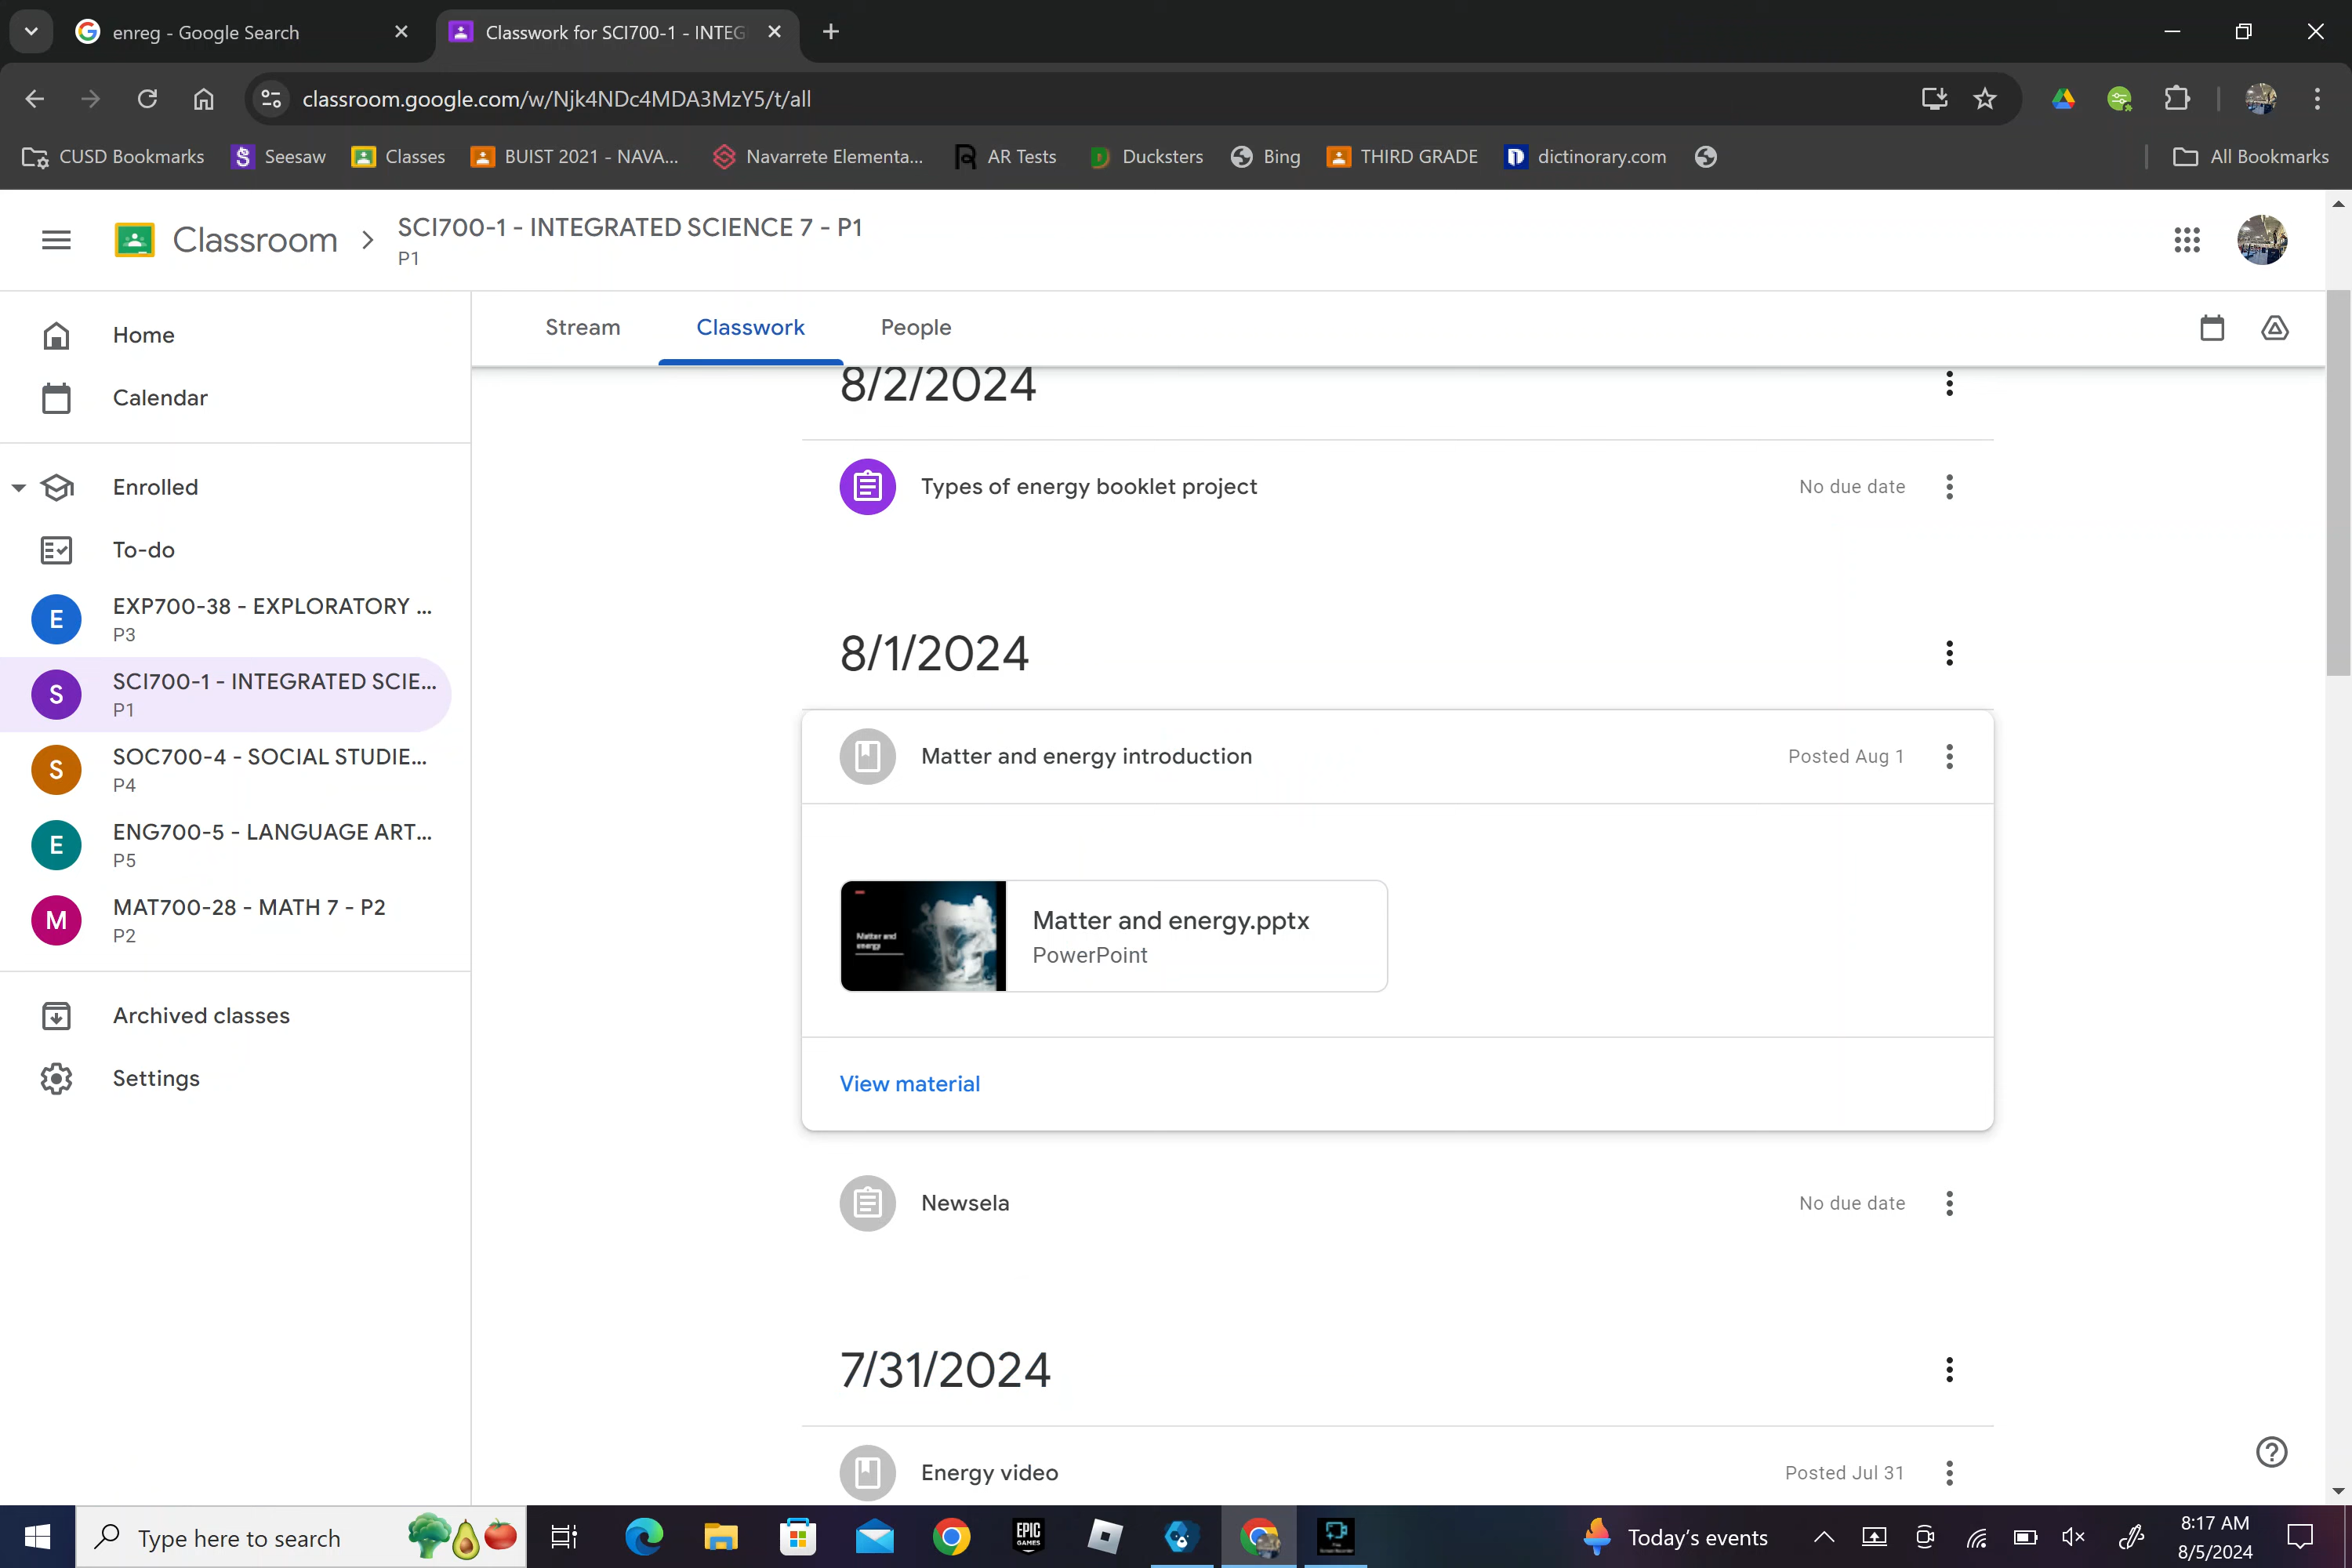 enreg - Google Search
Classwork for SCI700-1 - INTEG
classroom.google.com/w/Njk4NDc4MDA3MzY5/t/all
CUSD Bookmarks
Seesaw
Classes
BUIST 2021 - NAVA...
Navarrete Elementa...
AR Tests
Ducksters
Bing
THIRD GRADE
dictinorary.com
All Bookmarks
Classroom
SCI700-1 - INTEGRATED SCIENCE 7 - P1
P1
Home
Calendar
Enrolled
To-do
E
EXP700-38 - EXPLORATORY ...
P3
S
SCI700-1 - INTEGRATED SCIE...
P1
S
SOC700-4 - SOCIAL STUDIE...
P4
E
ENG700-5 - LANGUAGE ART...
P5
M
MAT700-28 - MATH 7 - P2
P2
Archived classes
Settings
Stream
Classwork
People
8/2/2024
Types of energy booklet project
No due date
8/1/2024
Matter and energy introduction
Posted Aug 1
Matter and
energy
Matter and energy.pptx
PowerPoint
View material
Newsela
No due date
7/31/2024
Energy video
Posted Jul 31
Type here to search
EPIC
GAMES
Today's events
8:17 AM
8/5/2024